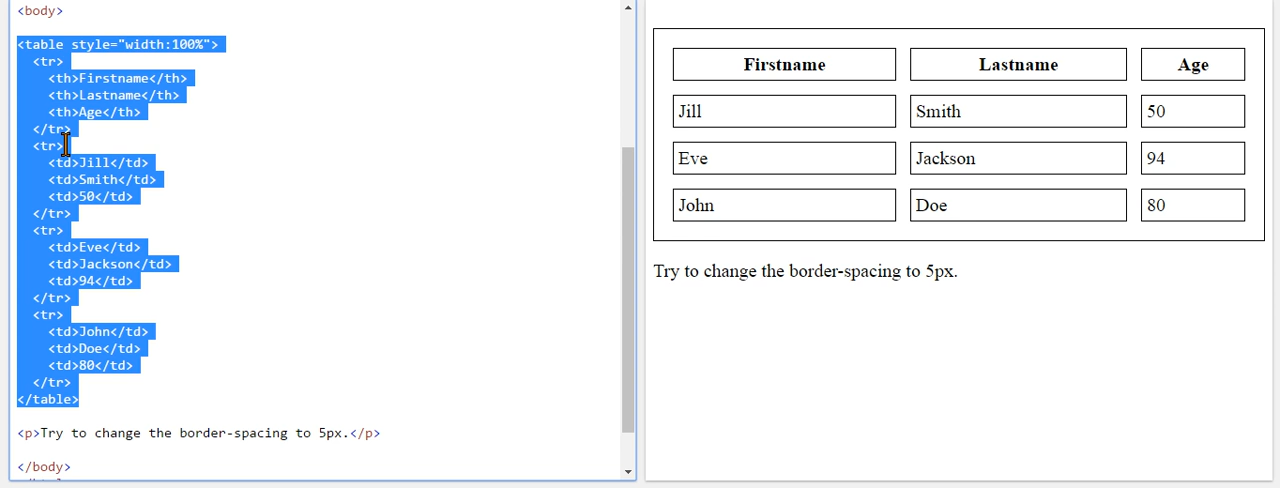 <body>
<table style="width:100%">
<tr>
<th>Firstname</th>
<th>Lastname</th>
<th>Age</th>
</tr>
<tr>
<td>Jill</td>
<td>Smith</td>
<td>50</td>
</tr>
<tr>
<td>Eve</td>
<td>Jackson</td>
<td>94</td>
</tr>
<tr>
<td>John</td>
<td>Doe</td>
<td>80</td>
</tr>
</table>
<p>Try to change the border-spacing to 5px.</p>
</body>
Firstname Lastname Age
Jill Smith 50
Eve Jackson 94
John Doe 80
Try to change the border-spacing to 5px.